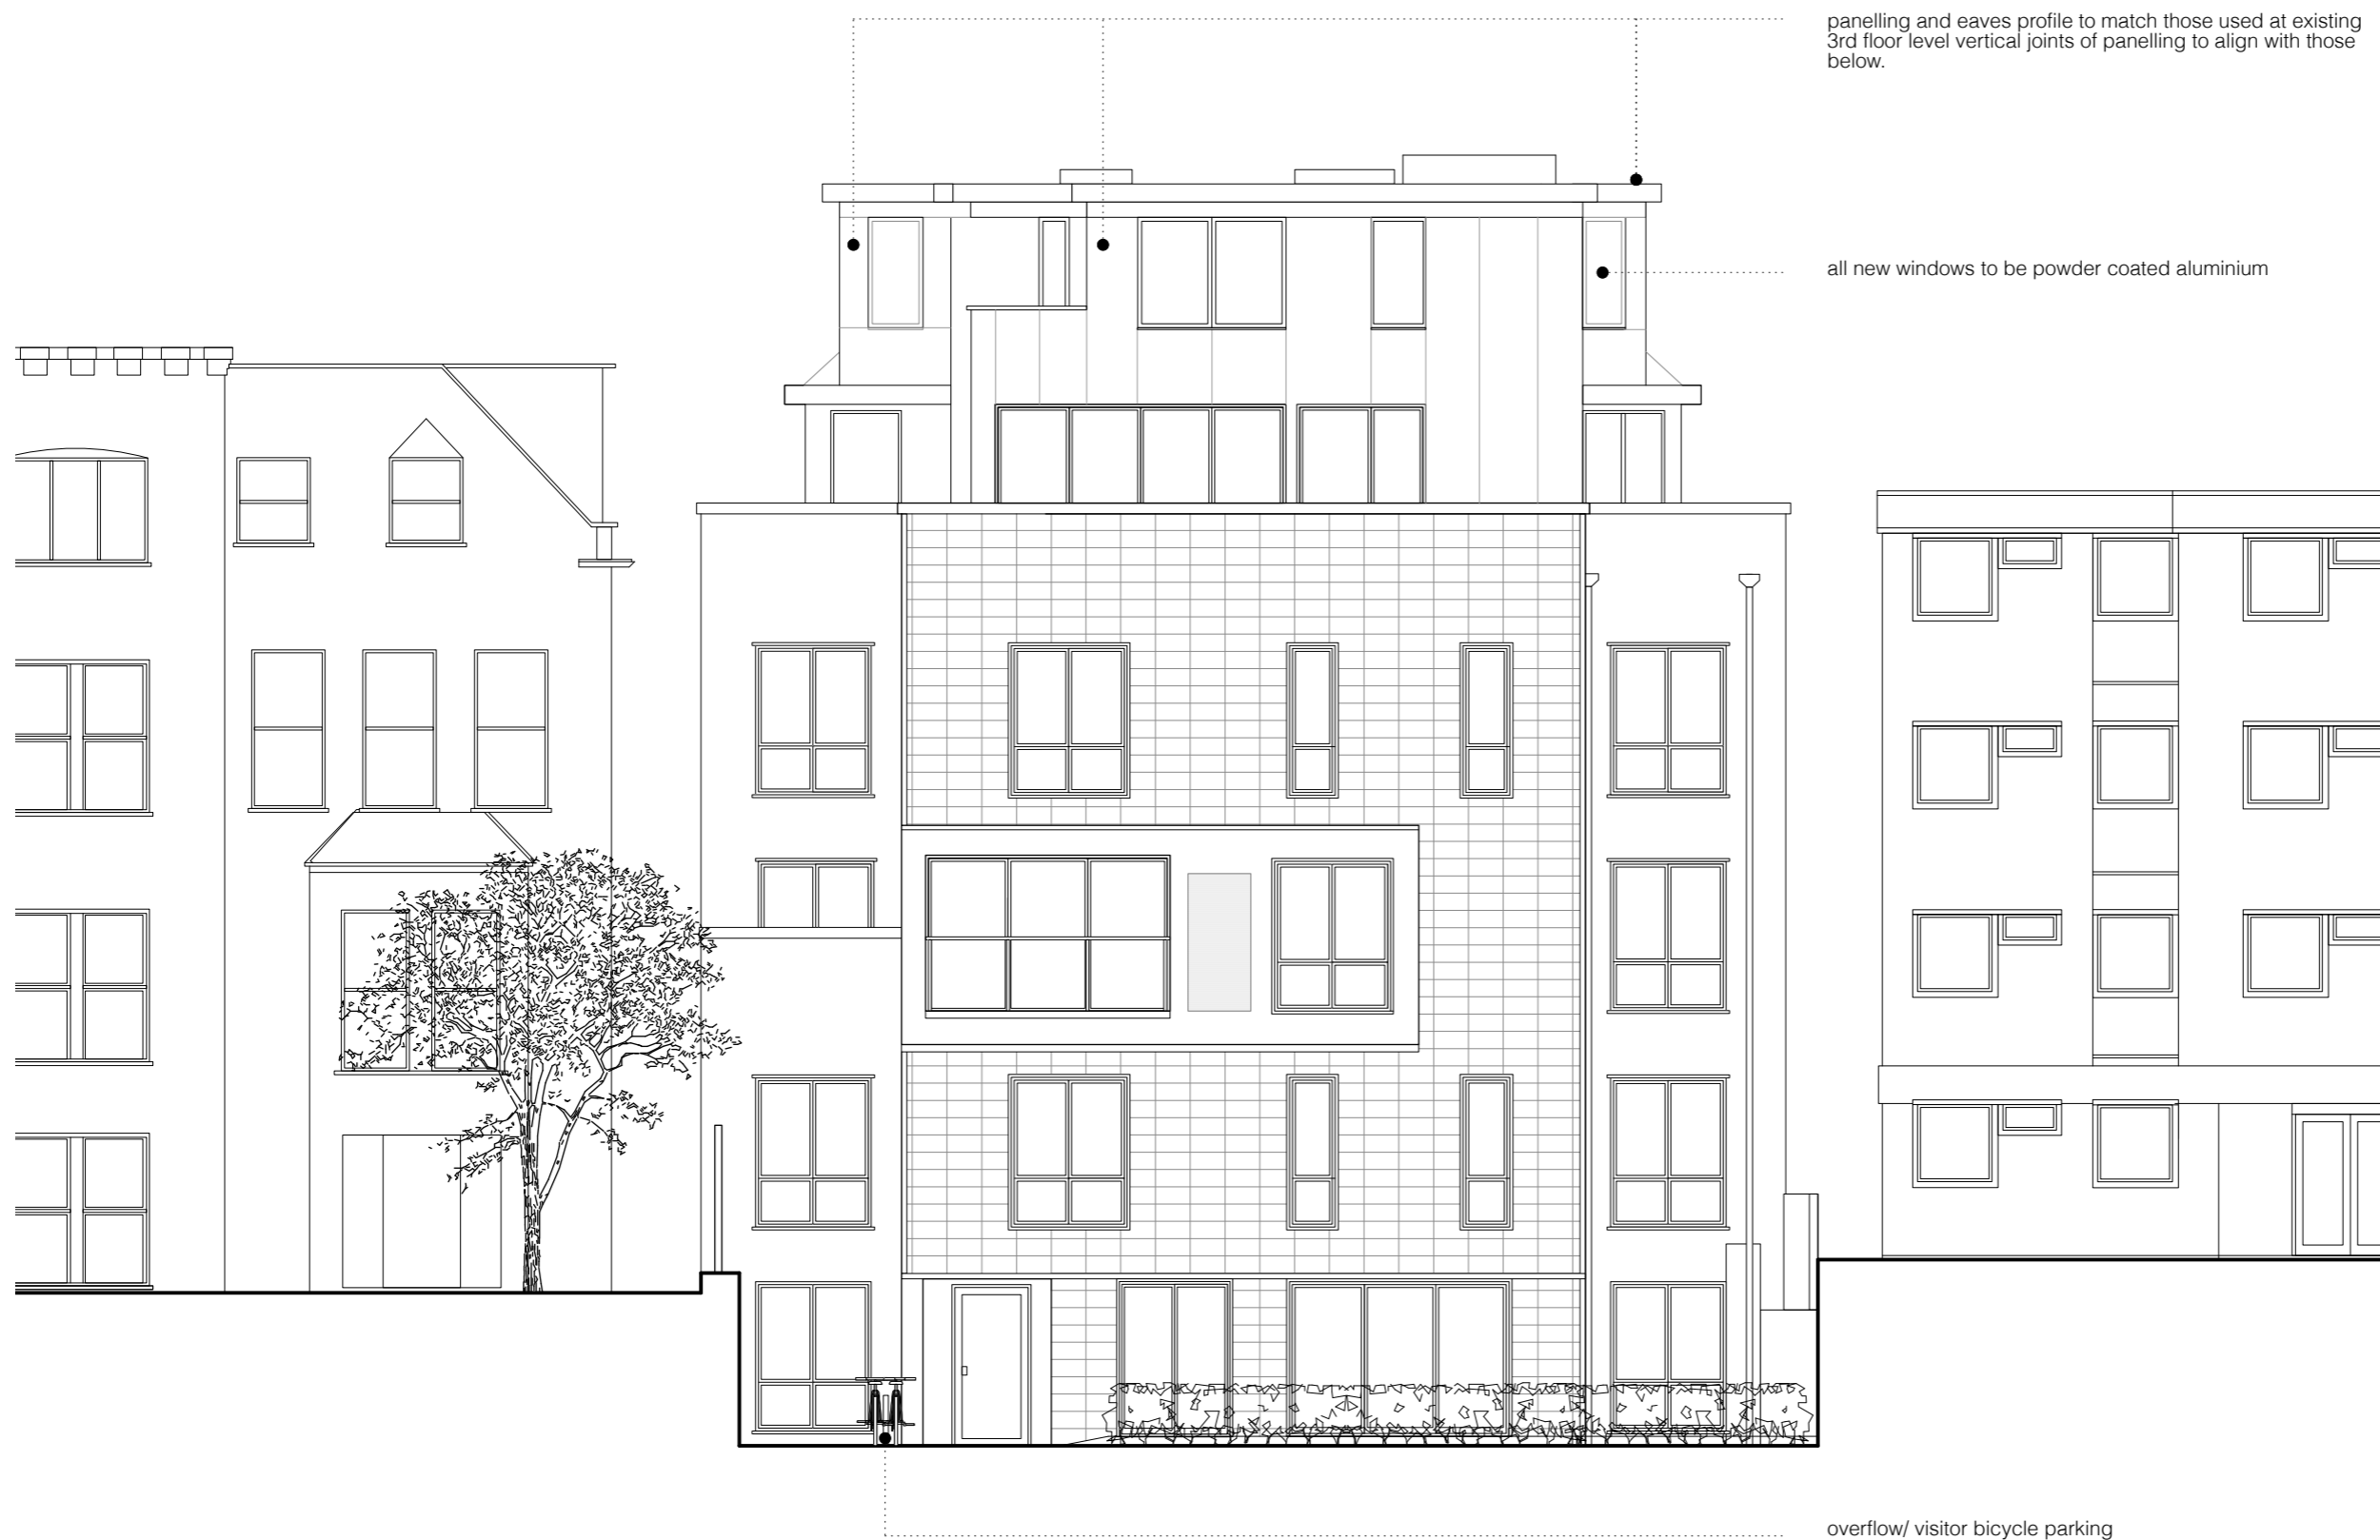 panelling and eaves profile to match those used at existing
3rd floor level vertical joints of panelling to align with those
below.
all new windows to be powder coated aluminium
overflow/ visitor bicycle parking